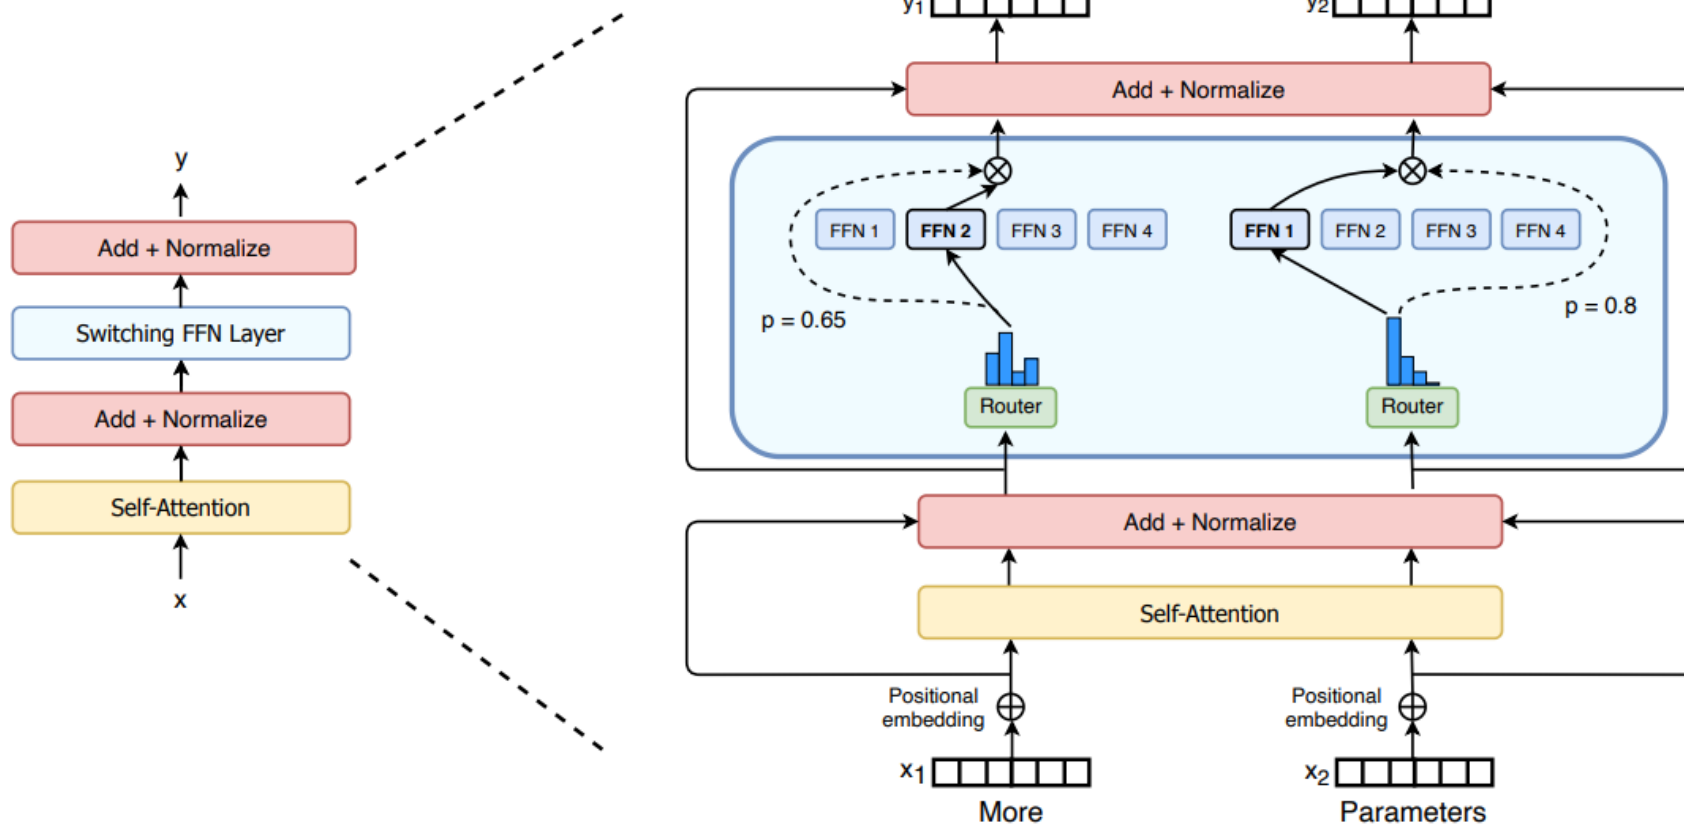 y
Add + Normalize
Switching FFN Layer
Add + Normalize
Self-Attention
x
y1
y2
Add + Normalize
FFN 1
FFN 2
FFN 3
FFN 4
FFN 1
FFN 2
FFN 3
FFN 4
p = 0.65
p = 0.8
Router
Router
Add + Normalize
Self-Attention
Positional
embedding
Positional
embedding
x1
x2
More
Parameters